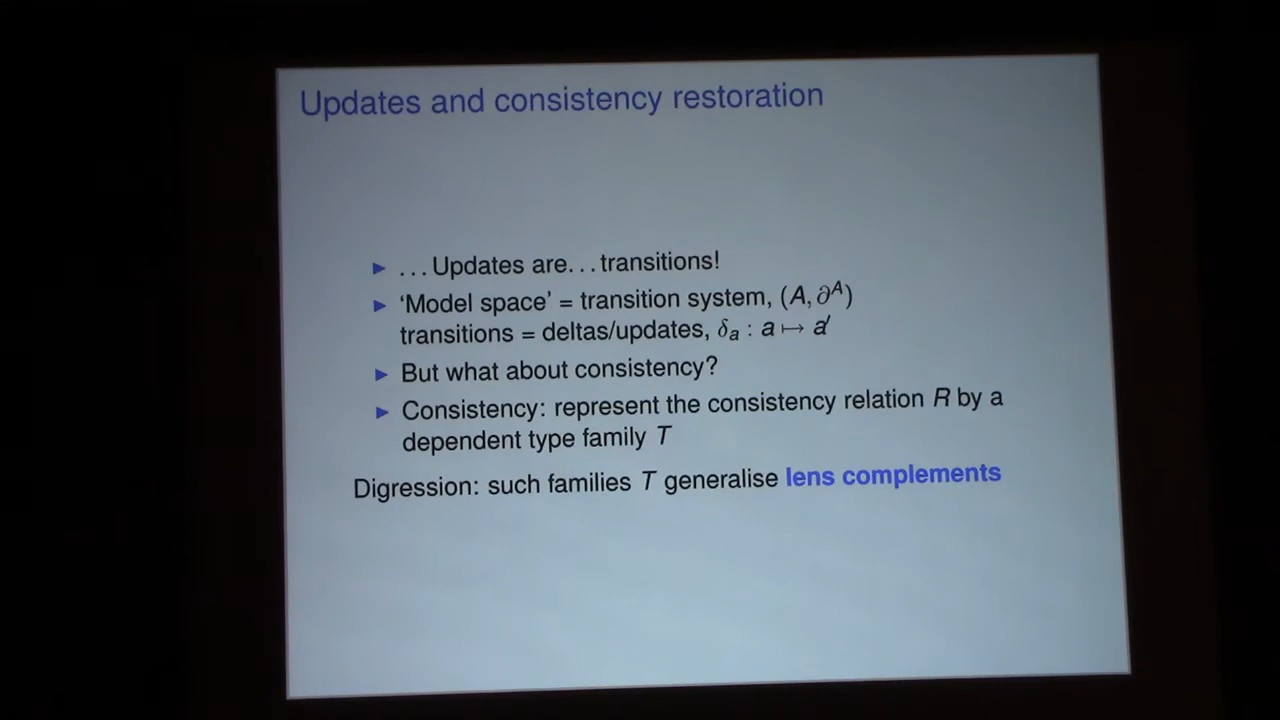 Updates and consistency restoration
▶ ...Updates are...transitions!
▶ ‘Model space’ = transition system, (A, ∂ᴬ)
transitions = deltas/updates, δₐ : a ↦ a′
▶ But what about consistency?
▶ Consistency: represent the consistency relation R by a
dependent type family T
Digression: such families T generalise lens complements